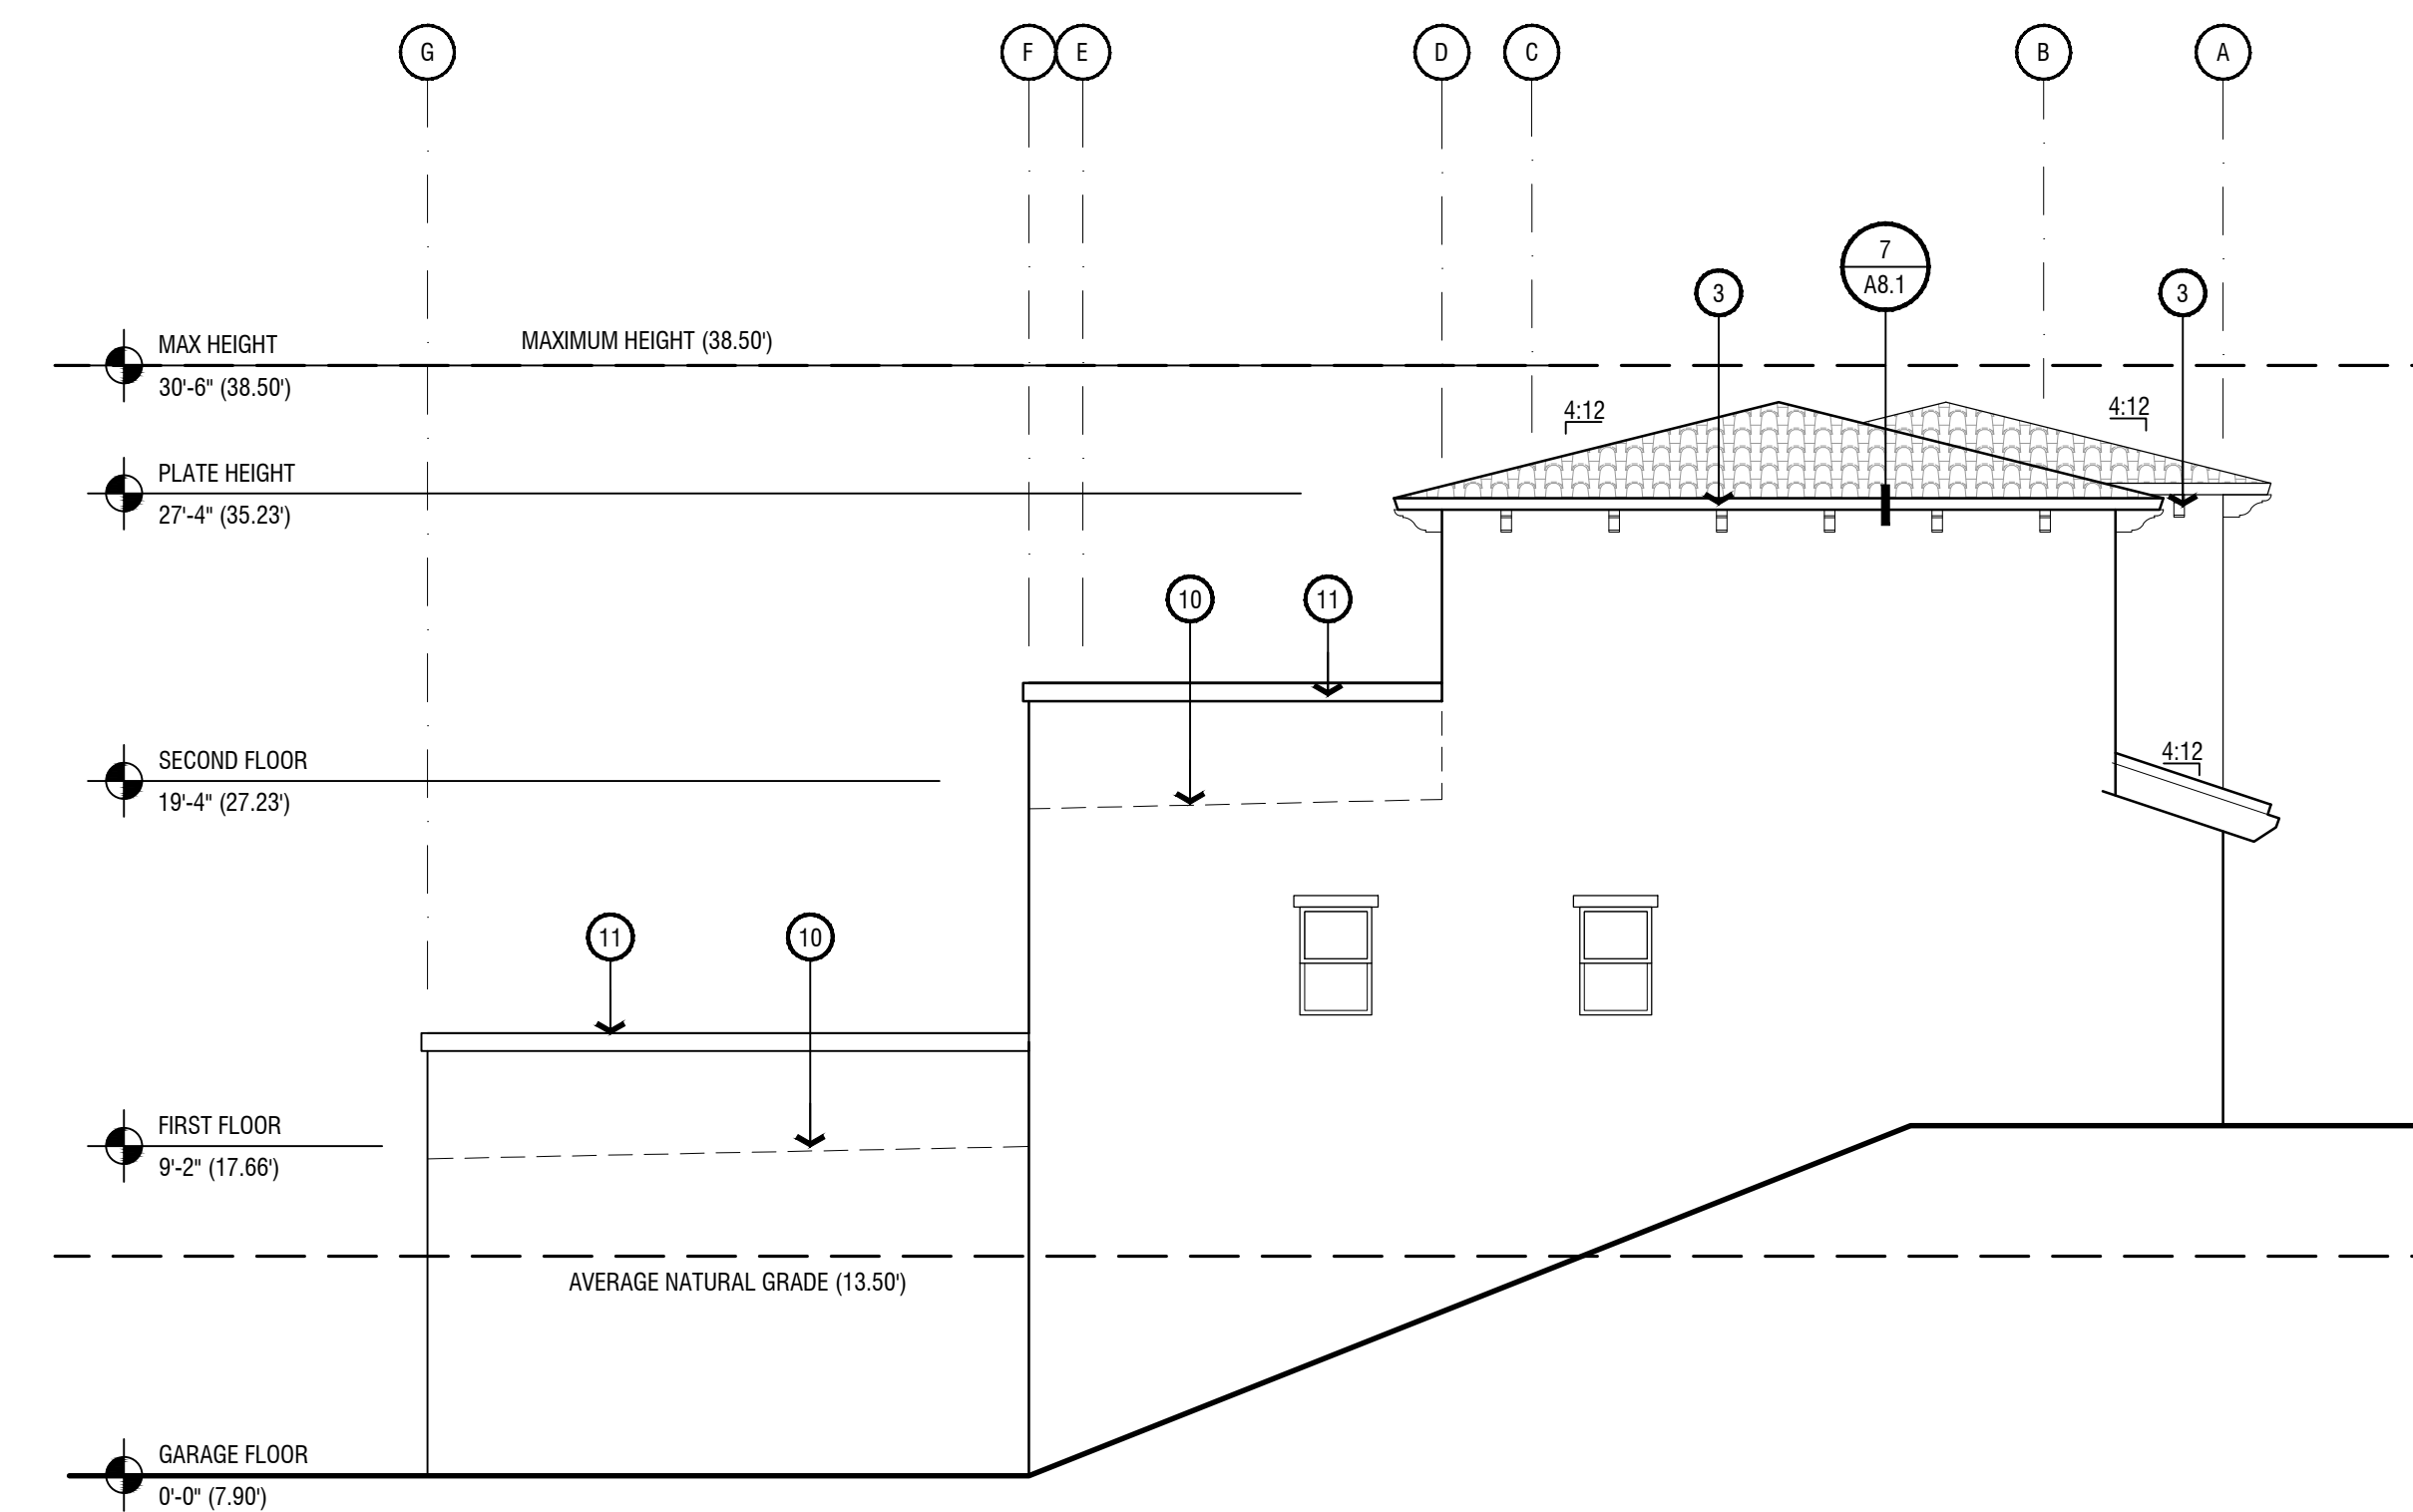 G
F
E
D
C
B
A
7
A8.1
3
3
MAX HEIGHT
MAXIMUM HEIGHT (38.50')
30'-6" (38.50')
4:12
4:12
PLATE HEIGHT
27'-4" (35.23')
10
11
SECOND FLOOR
19'-4" (27.23')
4:12
11
10
FIRST FLOOR
9'-2" (17.66')
AVERAGE NATURAL GRADE (13.50')
GARAGE FLOOR
0'-0" (7.90')